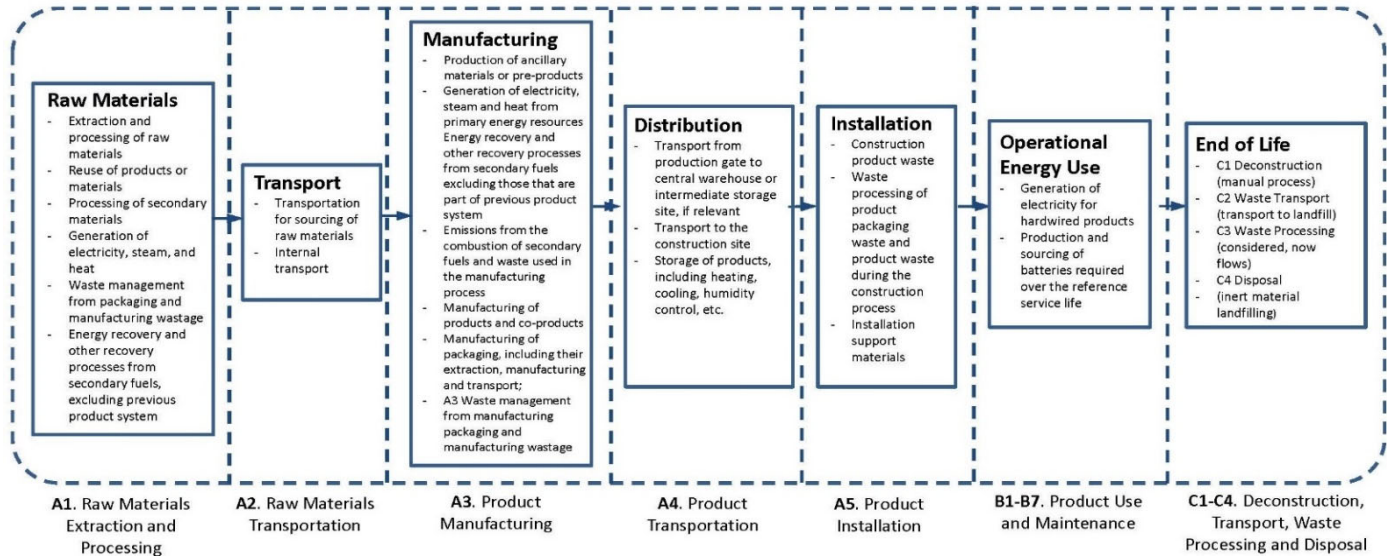 Raw Materials
- Extraction and
processing of raw
materials
- Reuse of products or
materials
- Processing of secondary
materials
- Generation of
electricity, steam, and
heat
- Waste management
from packaging and
manufacturing wastage
- Energy recovery and
other recovery
processes from
secondary fuels,
excluding previous
product system
Transport
- Transportation
for sourcing of
raw materials
- Internal
transport
Manufacturing
- Production of ancillary
materials or pre-products
- Generation of electricity,
steam and heat from
primary energy resources
Energy recovery and
other recovery processes
from secondary fuels
excluding those that are
part of previous product
system
- Emissions from the
combustion of secondary
fuels and waste used in
the manufacturing
process
- Manufacturing of
products and co-products
- Manufacturing of
packaging, including their
extraction, manufacturing
and transport;
- A3 Waste management
from manufacturing
packaging and
manufacturing wastage
Distribution
- Transport from
production gate to
central warehouse or
intermediate storage
site, if relevant
- Transport to the
construction site
- Storage of products,
including heating,
cooling, humidity
control, etc.
Installation
- Construction
product waste
- Waste
processing of
product
packaging
waste and
product waste
during the
construction
process
- Installation
support
materials
Operational
Energy Use
- Generation of
electricity for
hardwired products
- Production and
sourcing of
batteries required
over the reference
service life
End of Life
- C1 Deconstruction
(manual process)
- C2 Waste Transport
(transport to landfill)
- C3 Waste Processing
(considered, now
flows)
- C4 Disposal
- (inert material
landfilling)
A1. Raw Materials
Extraction and
Processing
A2. Raw Materials
Transportation
A3. Product
Manufacturing
A4. Product
Transportation
A5. Product
Installation
B1-B7. Product Use
and Maintenance
C1-C4. Deconstruction,
Transport, Waste
Processing and Disposal